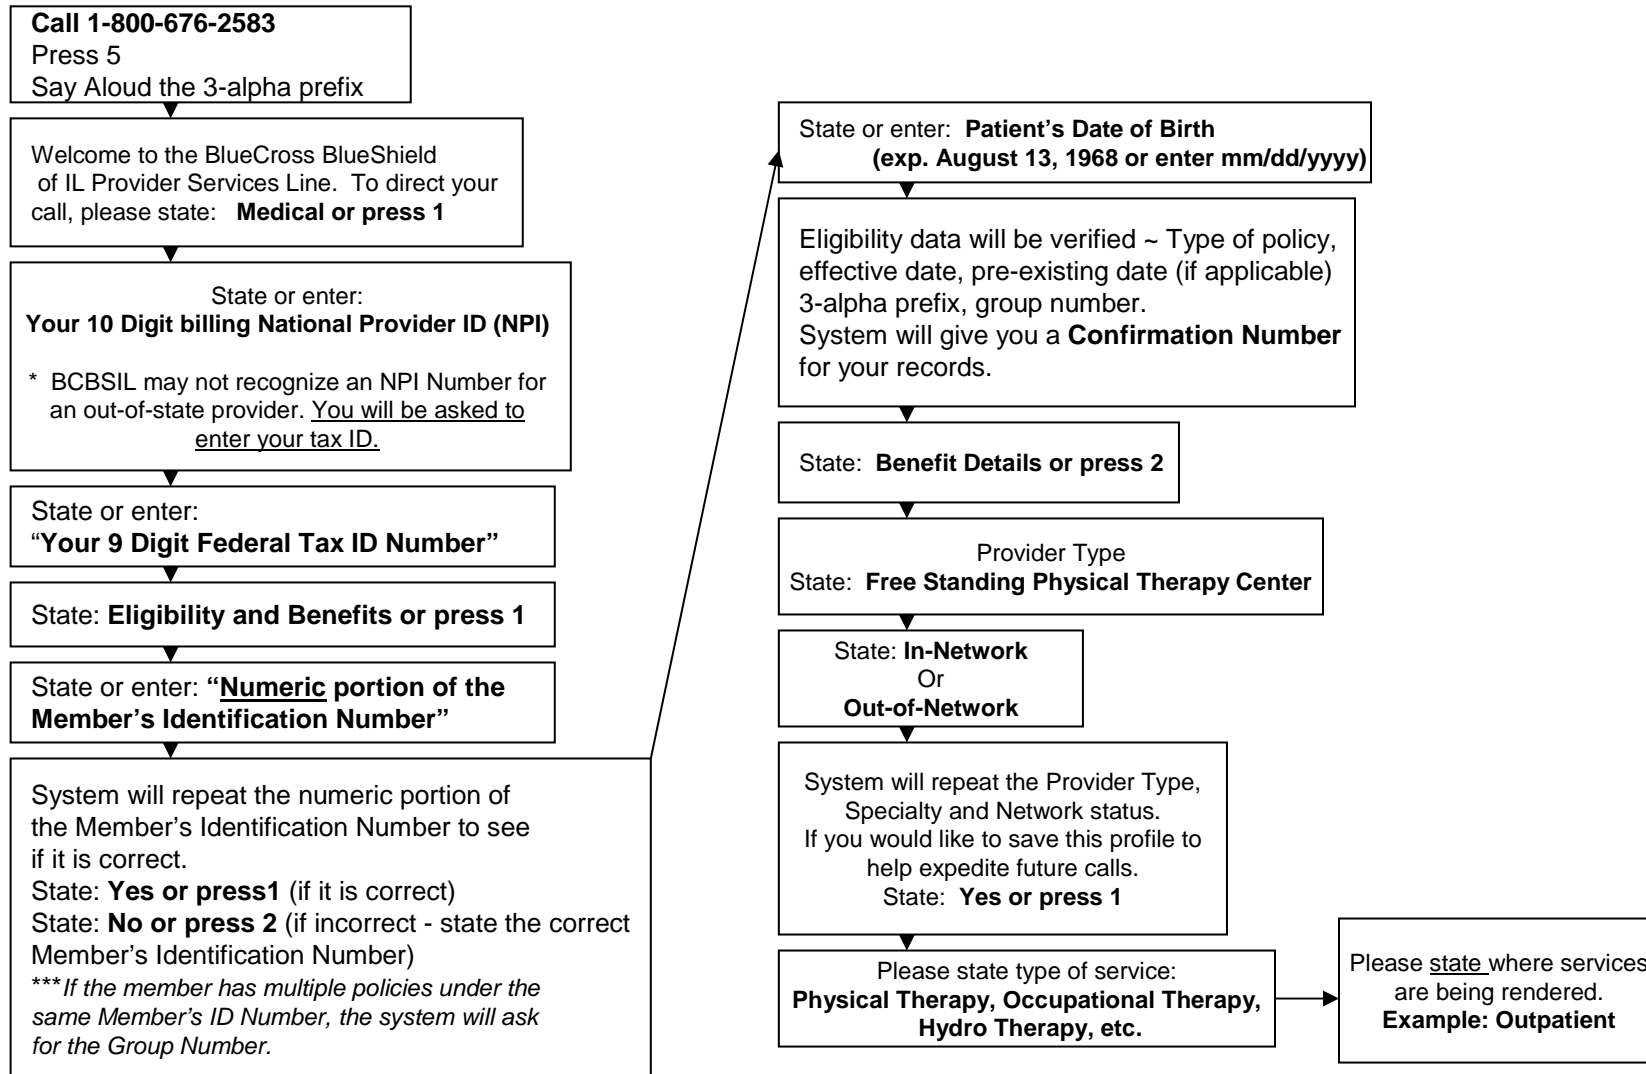 Call 1-800-676-2583
Press 5
Say Aloud the 3-alpha prefix
Welcome to the BlueCross BlueShield
of IL Provider Services Line. To direct your
call, please state: Medical or press 1
State or enter:
Your 10 Digit billing National Provider ID (NPI)
* BCBSIL may not recognize an NPI Number for
an out-of-state provider. You will be asked to
enter your tax ID.
State or enter:
“Your 9 Digit Federal Tax ID Number”
State: Eligibility and Benefits or press 1
State or enter: “Numeric portion of the
Member’s Identification Number”
System will repeat the numeric portion of
the Member’s Identification Number to see
if it is correct.
State: Yes or press1 (if it is correct)
State: No or press 2 (if incorrect - state the correct
Member’s Identification Number)
***If the member has multiple policies under the
same Member’s ID Number, the system will ask
for the Group Number.
State or enter: Patient’s Date of Birth
(exp. August 13, 1968 or enter mm/dd/yyyy)
Eligibility data will be verified ~ Type of policy,
effective date, pre-existing date (if applicable)
3-alpha prefix, group number.
System will give you a Confirmation Number
for your records.
State: Benefit Details or press 2
Provider Type
State: Free Standing Physical Therapy Center
State: In-Network
Or
Out-of-Network
System will repeat the Provider Type,
Specialty and Network status.
If you would like to save this profile to
help expedite future calls.
State: Yes or press 1
Please state type of service:
Physical Therapy, Occupational Therapy,
Hydro Therapy, etc.
Please state where services
are being rendered.
Example: Outpatient